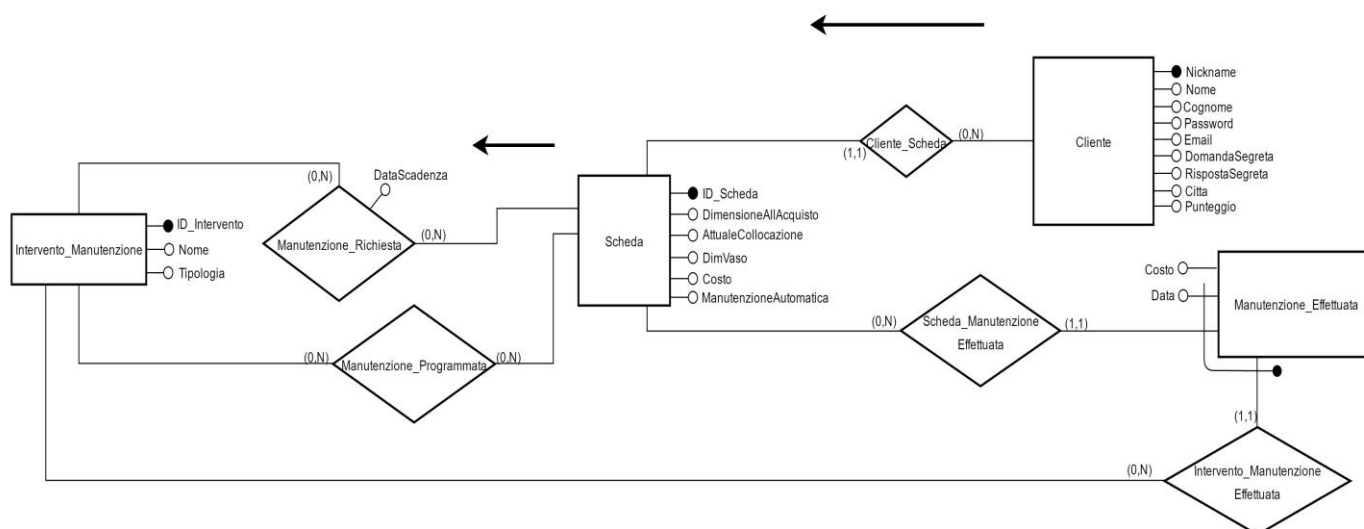 Nickname
Nome
Cognome
Password
Email
DomandaSegreta
RispostaSegreta
Citta
Punteggio
Cliente
(0,N)
Cliente_Scheda
(1,1)
DataScadenza
(0,N)
Manutenzione_Richiesta
(0,N)
ID_Intervento
Nome
Tipologia
Intervento_Manutenzione
ID_Scheda
DimensioneAllAcquisto
AttualeCollocazione
DimVaso
Costo
ManutenzioneAutomatica
Scheda
Costo
Data
Manutenzione_Effettuata
(0,N)
Scheda_Manutenzione
Effettuata
(1,1)
(0,N)
Manutenzione_Programmata
(0,N)
(1,1)
(0,N)
Intervento_Manutenzione
Effettuata